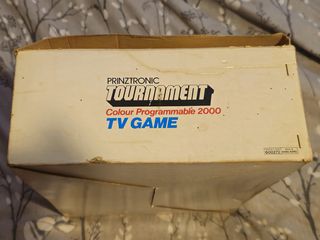 PRINZTRONIC
TOURNAMENT
Colour Programmable 2000
TV GAME